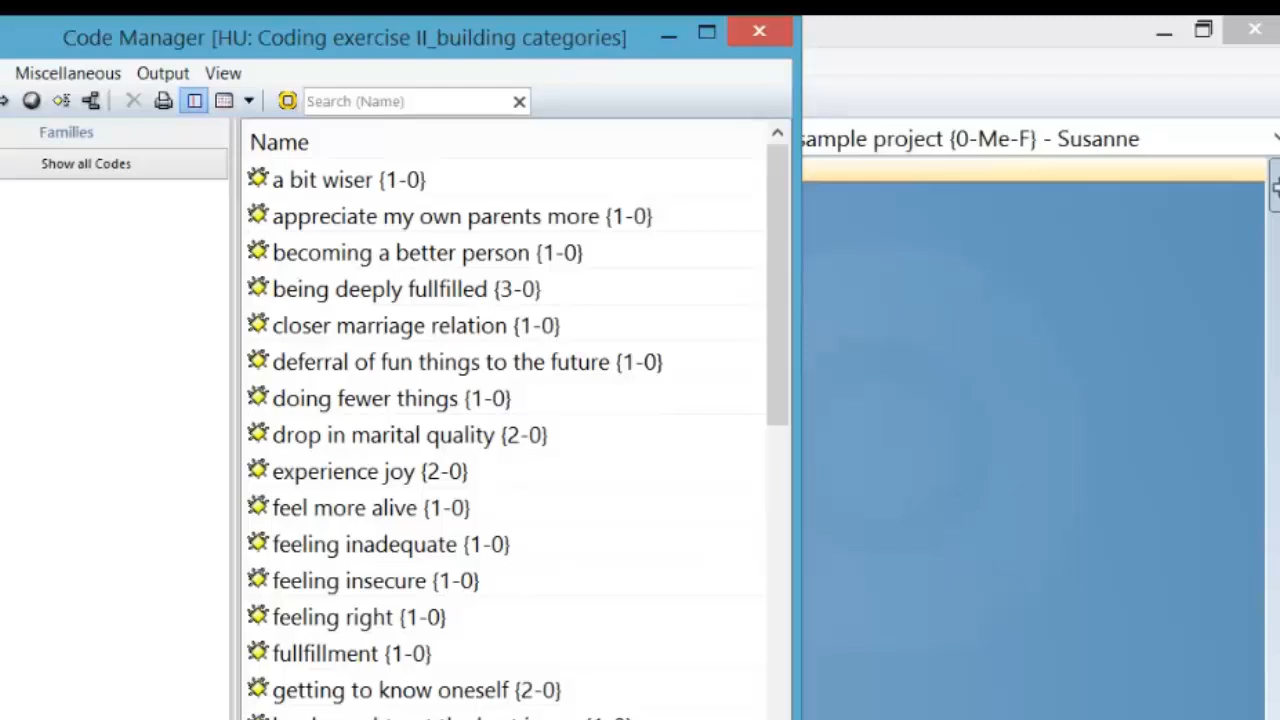 Code Manager [HU: Coding exercise II_building categories]
Miscellaneous Output View
Search (Name)
Families
Show all Codes
Name
a bit wiser {1-0}
appreciate my own parents more {1-0}
becoming a better person {1-0}
being deeply fullfilled {3-0}
closer marriage relation {1-0}
deferral of fun things to the future {1-0}
doing fewer things {1-0}
drop in marital quality {2-0}
experience joy {2-0}
feel more alive {1-0}
feeling inadequate {1-0}
feeling insecure {1-0}
feeling right {1-0}
fullfillment {1-0}
getting to know oneself {2-0}
sample project {0-Me-F} - Susanne